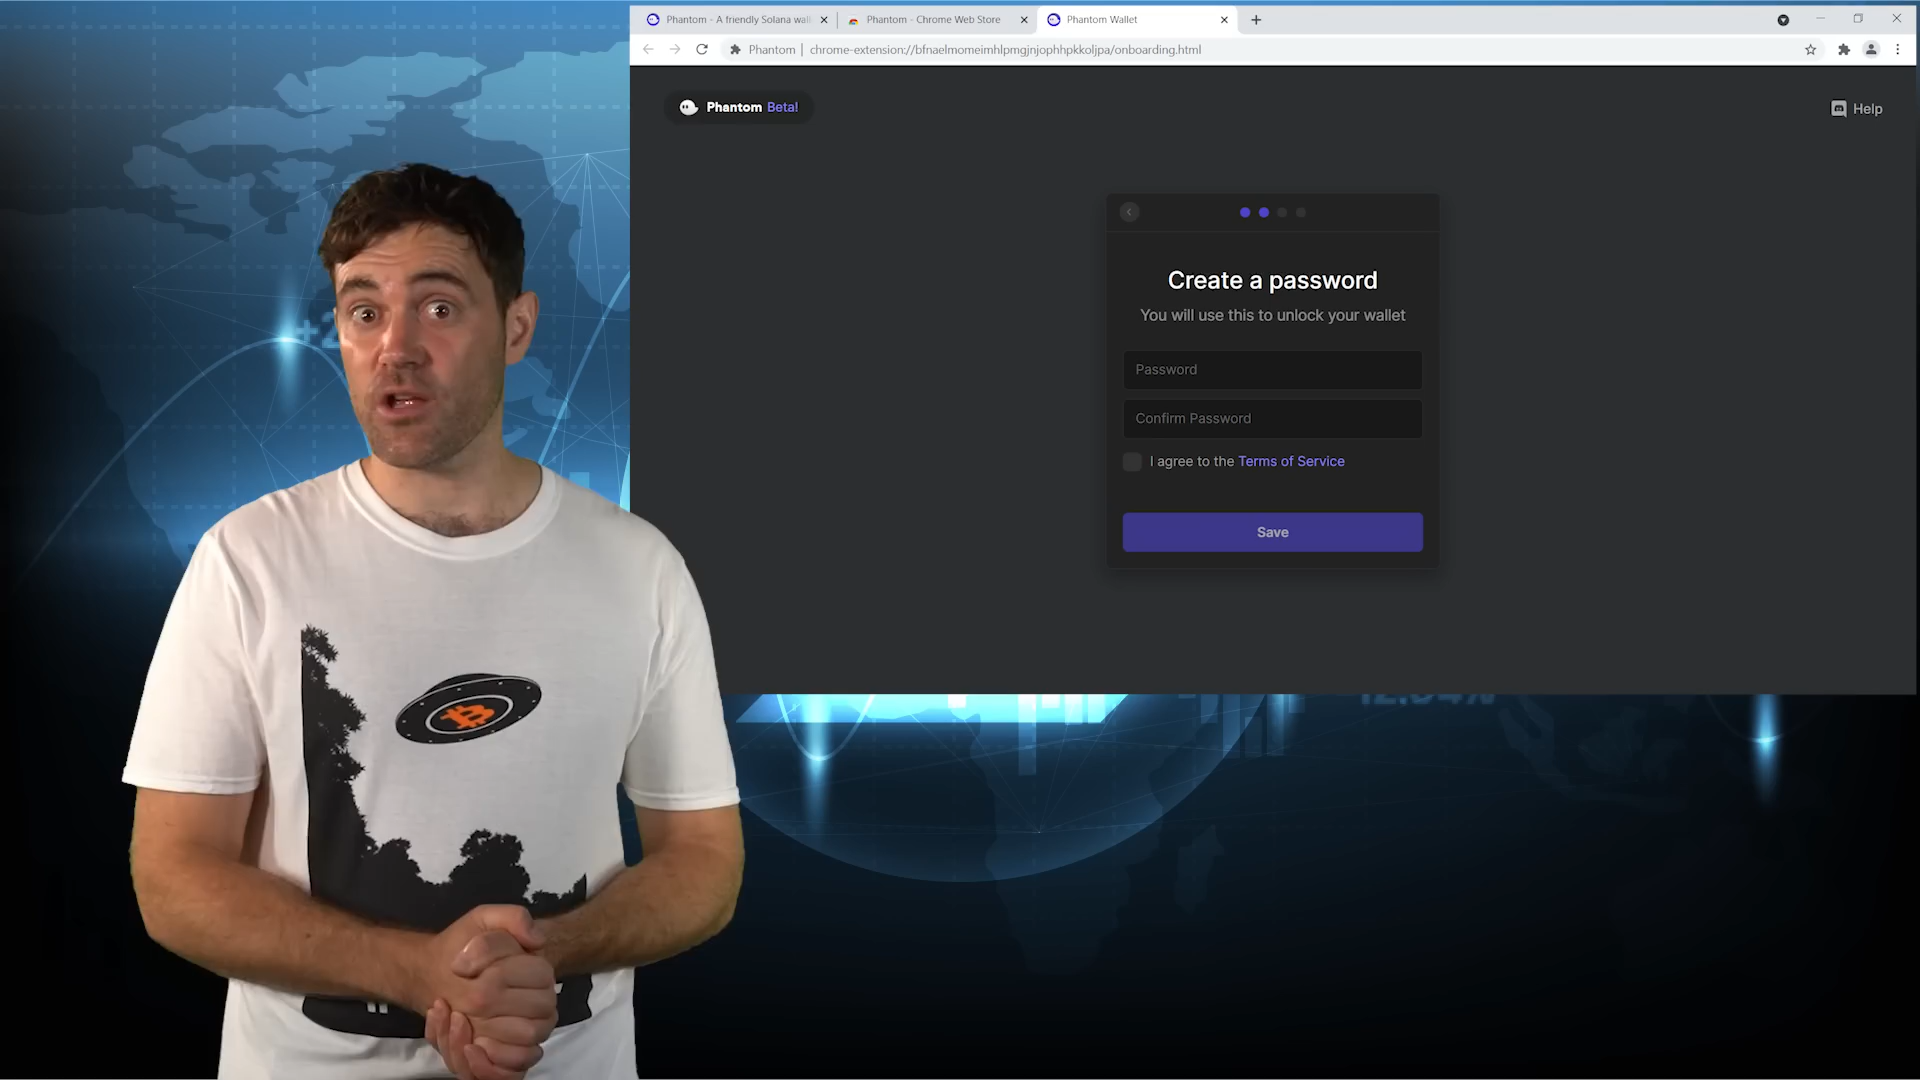 Phantom - A friendly Solana wall
Phantom - Chrome Web Store
Phantom Wallet
Phantom
chrome-extension://bfnaelmomeimhlpmgjnjophhpkkoljpa/onboarding.html
Phantom Beta!
Help
Create a password
You will use this to unlock your wallet
Password
Confirm Password
I agree to the Terms of Service
Save